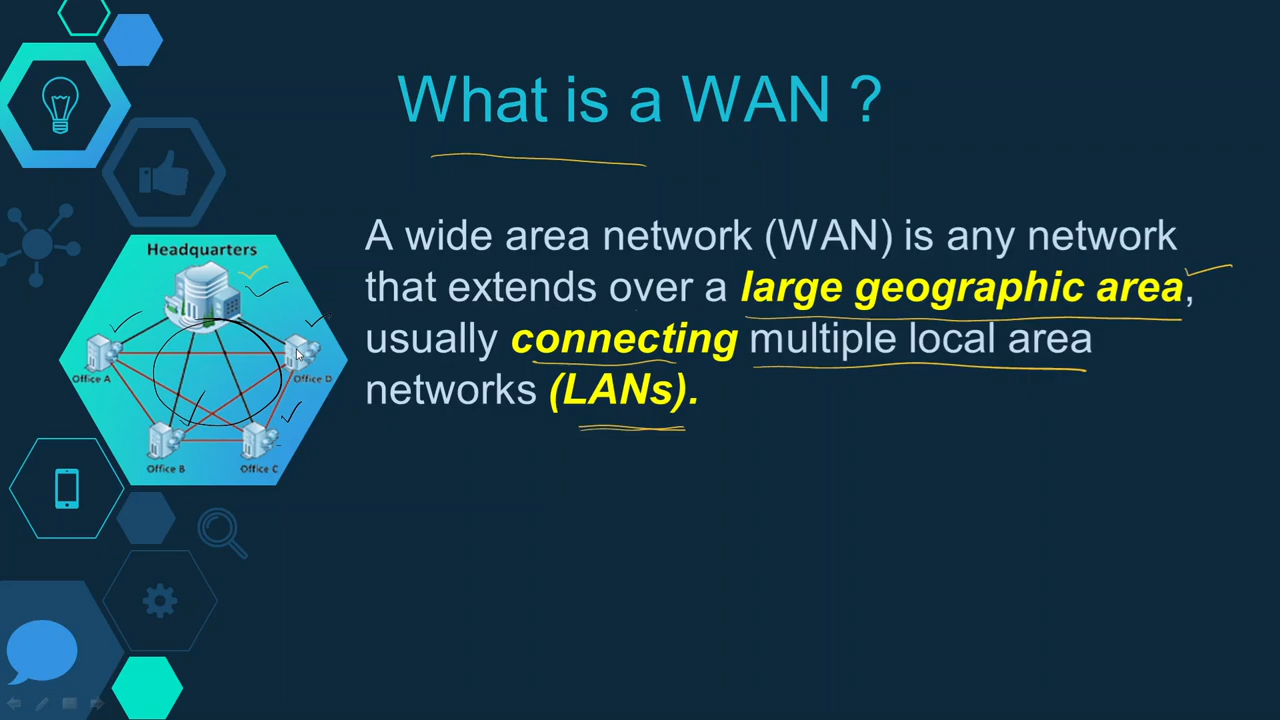 What is a WAN ?
A wide area network (WAN) is any network
that extends over a large geographic area,
usually connecting multiple local area
networks (LANs).
Headquarters
Office A
Office D
Office B
Office C